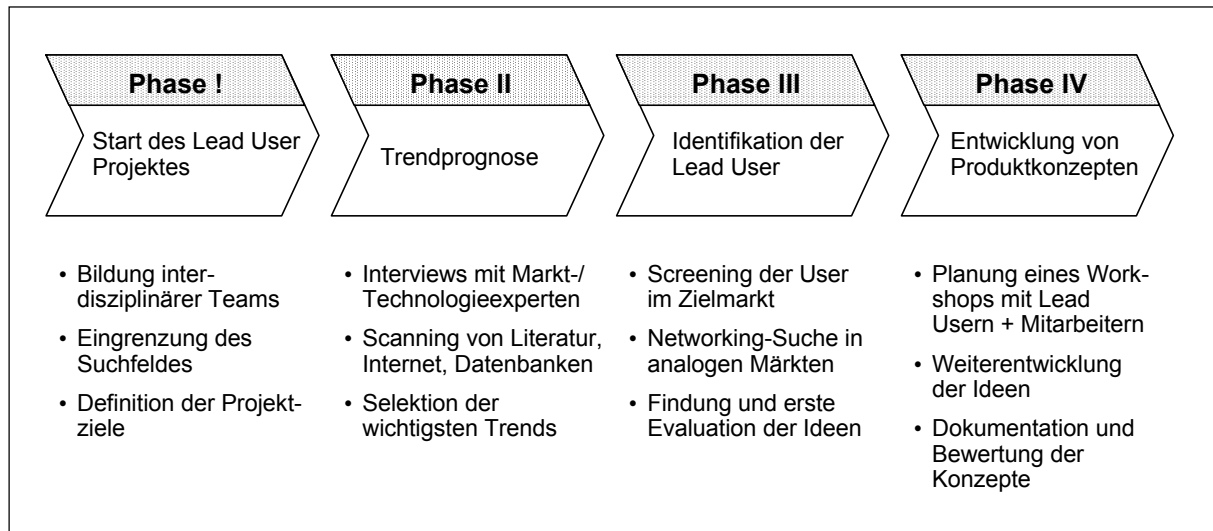 Phase !
Start des Lead User
Projektes
• Bildung inter-
disziplinärer Teams
• Eingrenzung des
Suchfeldes
• Definition der Projekt-
ziele
Phase II
Trendprognose
• Interviews mit Markt-/
Technologieexperten
• Scanning von Literatur,
Internet, Datenbanken
• Selektion der
wichtigsten Trends
Phase III
Identifikation der
Lead User
• Screening der User
im Zielmarkt
• Networking-Suche in
analogen Märkten
• Findung und erste
Evaluation der Ideen
Phase IV
Entwicklung von
Produktkonzepten
• Planung eines Work-
shops mit Lead
Usern + Mitarbeitern
• Weiterentwicklung
der Ideen
• Dokumentation und
Bewertung der
Konzepte